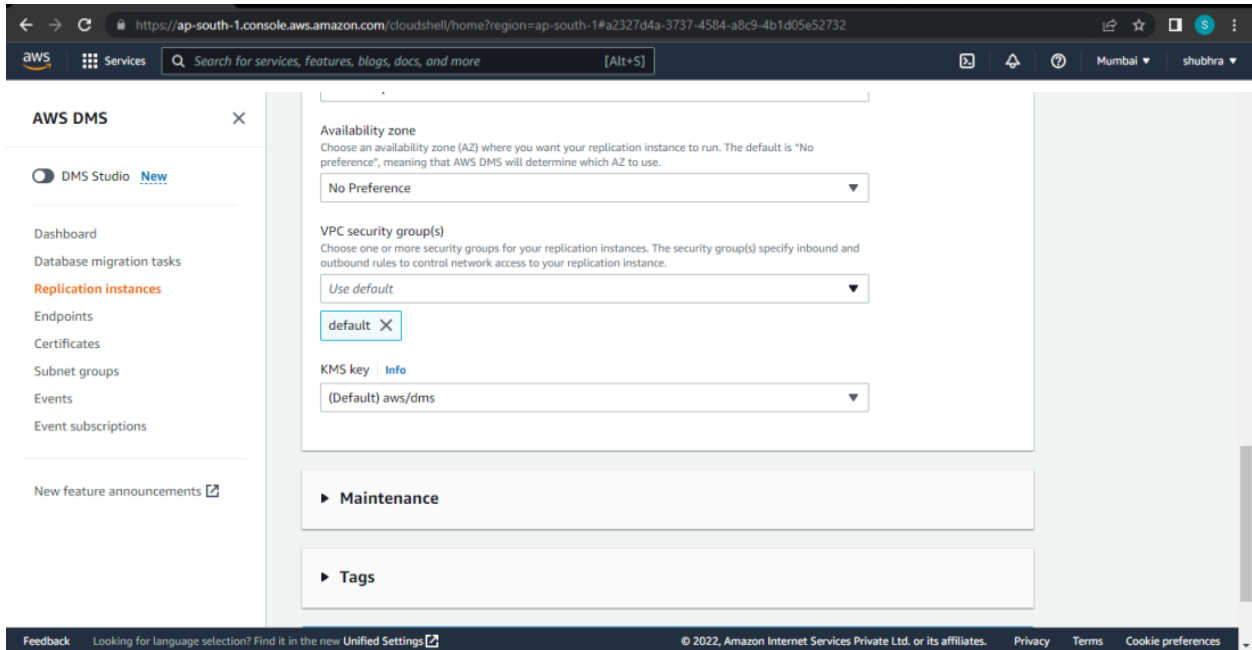 https://ap-south-1.console.aws.amazon.com/cloudshell/home?region=ap-south-1#a2327d4a-3737-4584-a8c9-4b1d05e52732
S
aws Services Search for services, features, blogs, docs, and more [Alt+S] Mumbai shubhra
AWS DMS
DMS Studio New
Dashboard
Database migration tasks
Replication instances
Endpoints
Certificates
Subnet groups
Events
Event subscriptions
New feature announcements
Availability zone
Choose an availability zone (AZ) where you want your replication instance to run. The default is "No
preference", meaning that AWS DMS will determine which AZ to use.
No Preference
VPC security group(s)
Choose one or more security groups for your replication instances. The security group(s) specify inbound and
outbound rules to control network access to your replication instance.
Use default
default
KMS key Info
(Default) aws/dms
Maintenance
Tags
Feedback Looking for language selection? Find it in the new Unified Settings © 2022, Amazon Internet Services Private Ltd. or its affiliates. Privacy Terms Cookie preferences